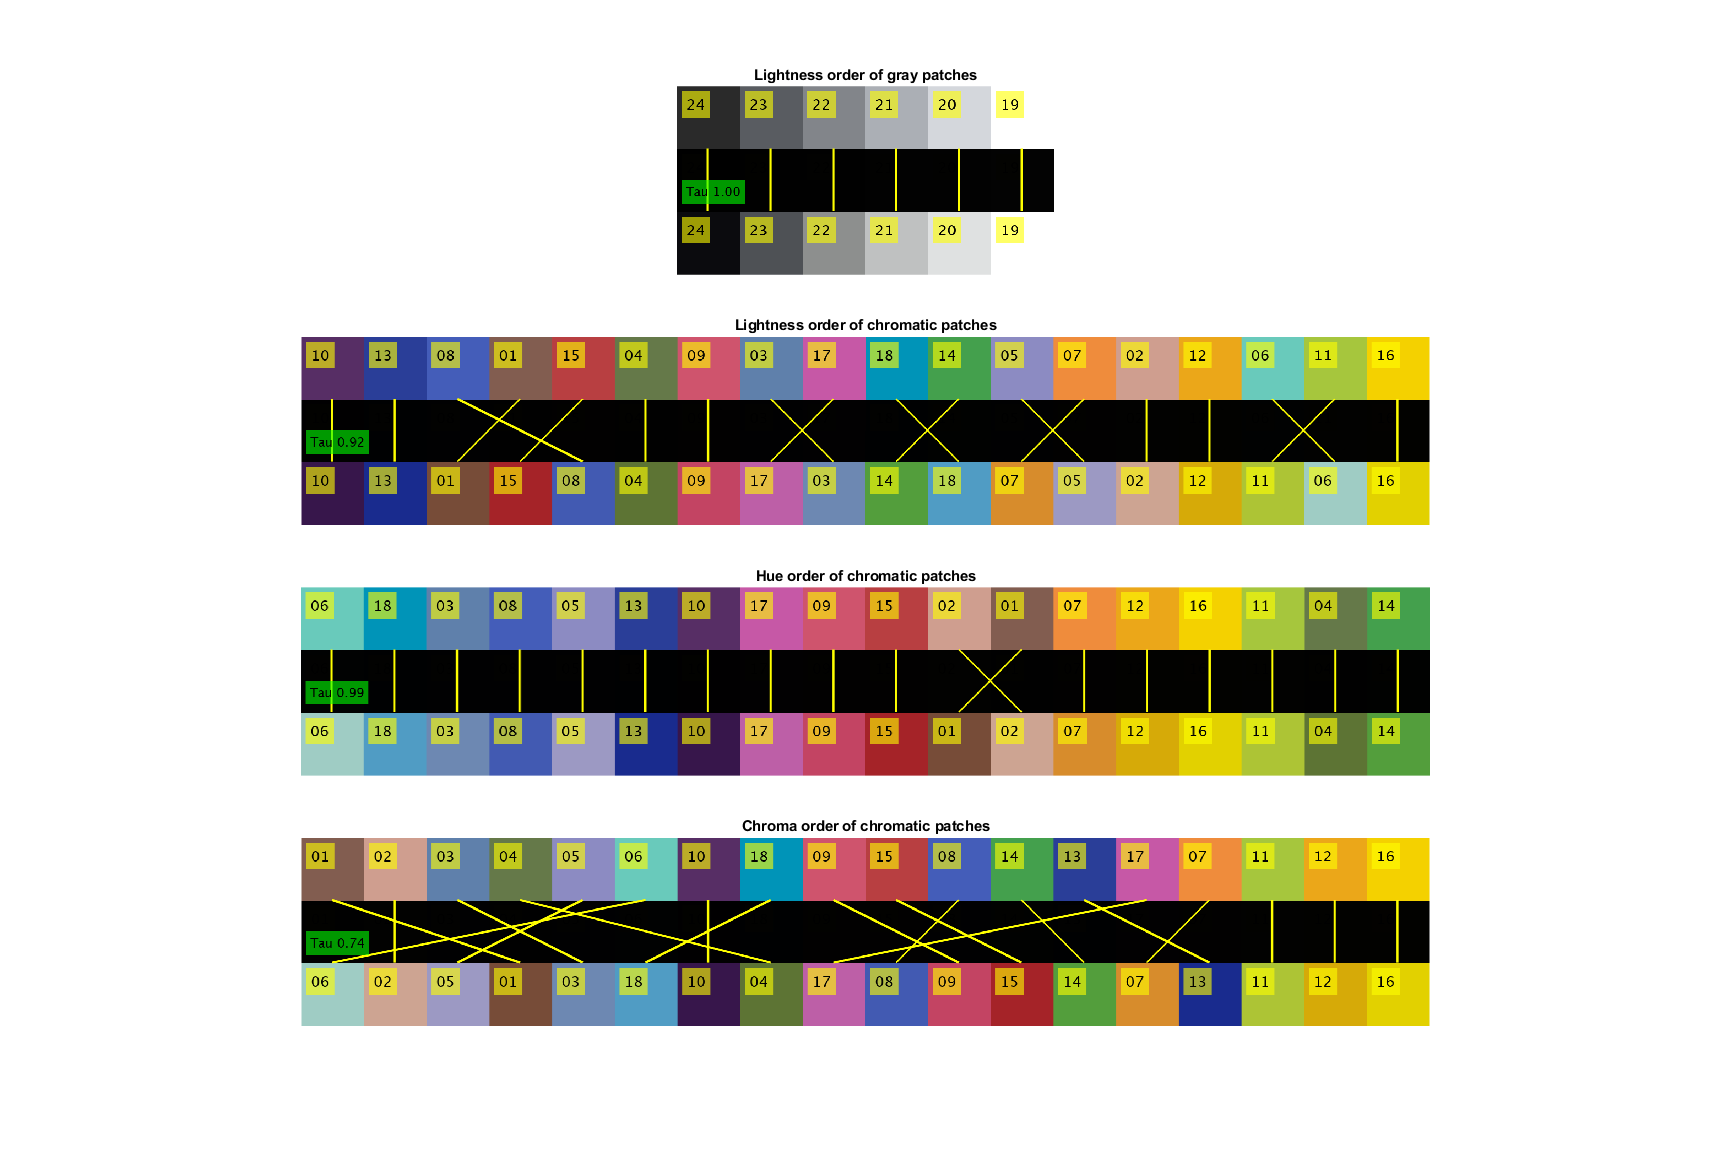 Lightness order of gray patches
24 23 22 21 20 19
Tau 1.00
24 23 22 21 20 19
Lightness order of chromatic patches
10 13 08 01 15 04 09 03 17 18 14 05 07 02 12 06 11 16
Tau 0.92
10 13 01 15 08 04 09 17 03 14 18 07 05 02 12 11 06 16
Hue order of chromatic patches
06 18 03 08 05 13 10 17 09 15 02 01 07 12 16 11 04 14
Tau 0.99
06 18 03 08 05 13 10 17 09 15 01 02 07 12 16 11 04 14
Chroma order of chromatic patches
01 02 03 04 05 06 10 18 09 15 08 14 13 17 07 11 12 16
Tau 0.74
06 02 05 01 03 18 10 04 17 08 09 15 14 07 13 11 12 16